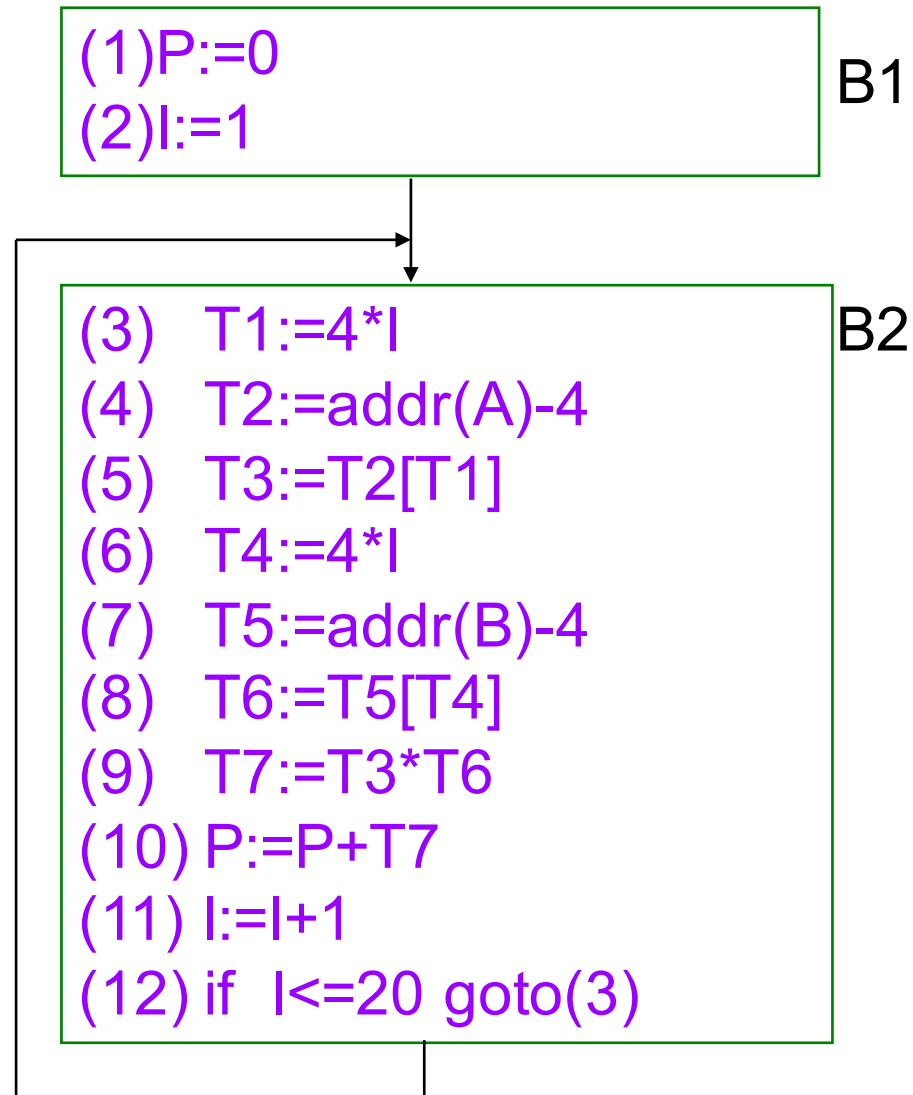 (1)P:=0
(2)I:=1
B1
(3) T1:=4*I
B2
(4) T2:=addr(A)-4
(5) T3:=T2[T1]
(6) T4:=4*I
(7) T5:=addr(B)-4
(8) T6:=T5[T4]
(9) T7:=T3*T6
(10) P:=P+T7
(11) I:=I+1
(12) if I<=20 goto(3)